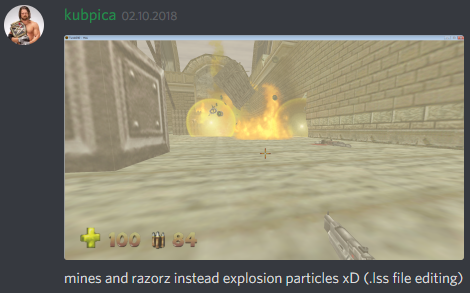 kubpica 02.10.2018
100 84
mines and razorz instead explosion particles xD (.lss file editing)